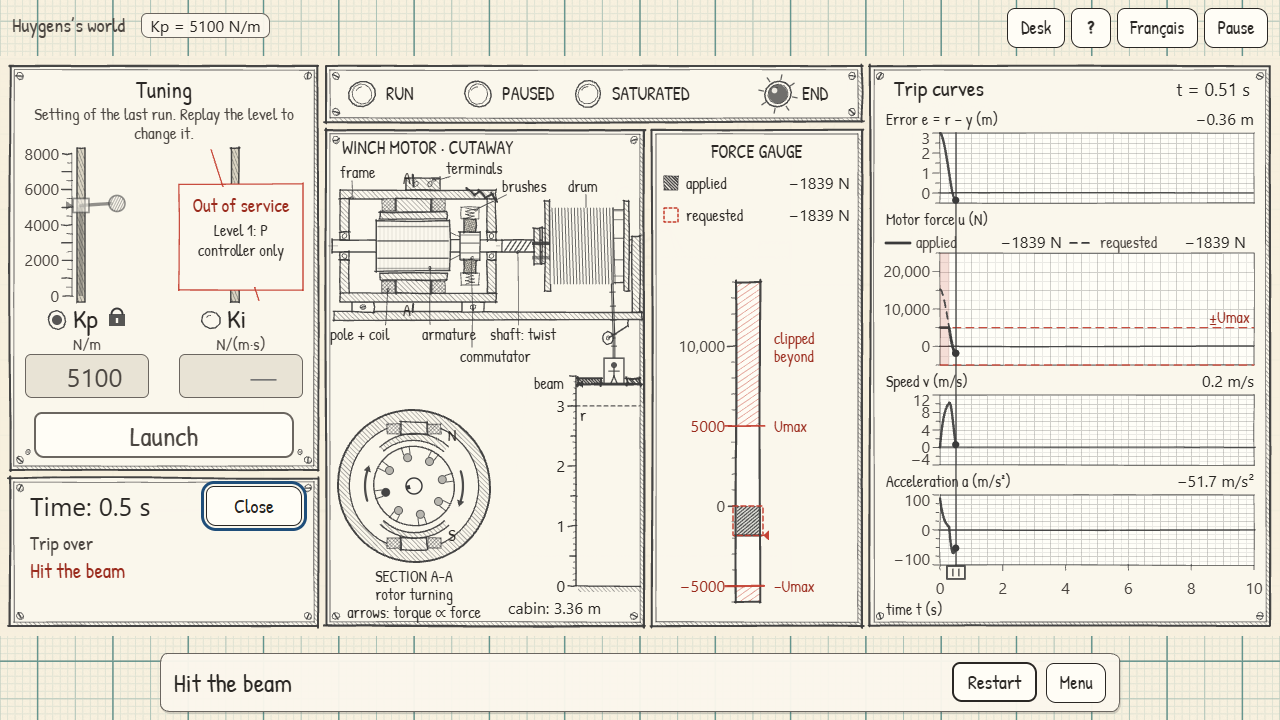 Huygens's world
Kp = 5100 N/m
Desk
?
Français
Pause
Tuning
Setting of the last run. Replay the level to
change it.
8000
6000
4000
2000
0
Out of service
Level 1: P
controller only
Kp
Ki
N/m
N/(m·s)
5100
—
Launch
Time: 0.5 s
Close
Trip over
Hit the beam
RUN
PAUSED
SATURATED
END
WINCH MOTOR · CUTAWAY
frame
A
terminals
brushes
drum
A
pole + coil
armature
shaft: twist
commutator
beam
3
r
2
1
0
N
S
SECTION A–A
rotor turning
arrows: torque ∝ force
cabin: 3.36 m
FORCE GAUGE
applied
−1839 N
requested
−1839 N
10,000
clipped
beyond
5000
Umax
0
−5000
−Umax
Trip curves
t = 0.51 s
Error e = r − y (m)
−0.36 m
3
2
1
0
Motor force u (N)
applied
−1839 N
requested
−1839 N
20,000
10,000
±Umax
0
Speed v (m/s)
0.2 m/s
12
8
4
0
−4
Acceleration a (m/s²)
−51.7 m/s²
100
0
−100
0
2
4
6
8
10
time t (s)
Hit the beam
Restart
Menu